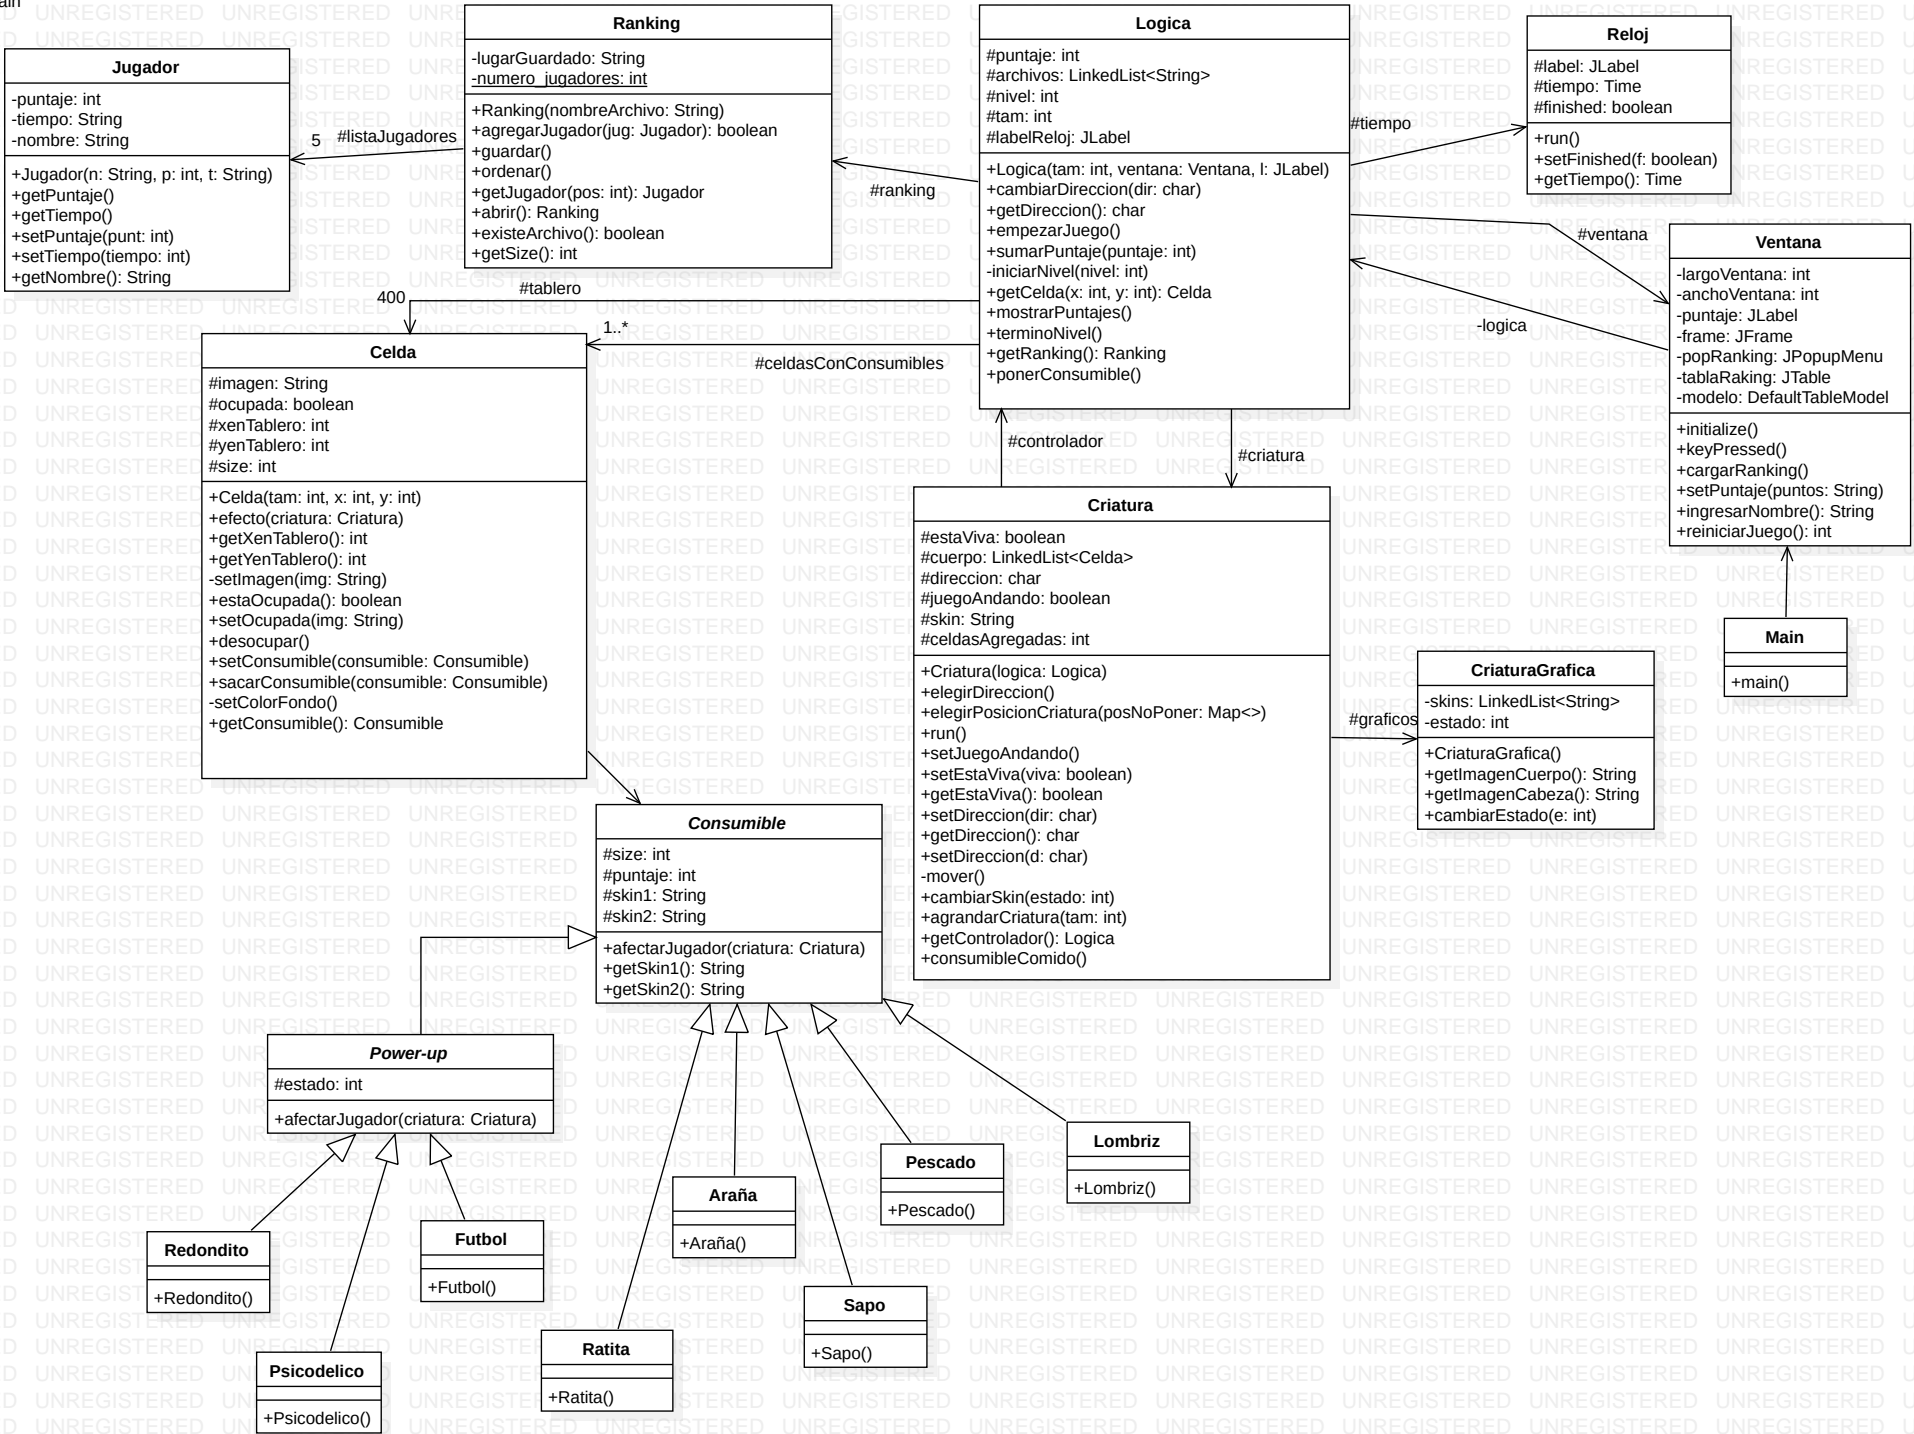 ain
Jugador
-puntaje: int
-tiempo: String
-nombre: String
+Jugador(n: String, p: int, t: String)
+getPuntaje()
+getTiempo()
+setPuntaje(punt: int)
+setTiempo(tiempo: int)
+getNombre(): String
5
#listaJugadores
Ranking
-lugarGuardado: String
-numero_jugadores: int
+Ranking(nombreArchivo: String)
+agregarJugador(jug: Jugador): boolean
+guardar()
+ordenar()
+getJugador(pos: int): Jugador
+abrir(): Ranking
+existeArchivo(): boolean
+getSize(): int
#ranking
Logica
#puntaje: int
#archivos: LinkedList<String>
#nivel: int
#tam: int
#labelReloj: JLabel
+Logica(tam: int, ventana: Ventana, l: JLabel)
+cambiarDireccion(dir: char)
+getDireccion(): char
+empezarJuego()
+sumarPuntaje(puntaje: int)
-iniciarNivel(nivel: int)
+getCelda(x: int, y: int): Celda
+mostrarPuntajes()
+terminoNivel()
+getRanking(): Ranking
+ponerConsumible()
#tiempo
Reloj
#label: JLabel
#tiempo: Time
#finished: boolean
+run()
+setFinished(f: boolean)
+getTiempo(): Time
#ventana
-logica
Ventana
-largoVentana: int
-anchoVentana: int
-puntaje: JLabel
-frame: JFrame
-popRanking: JPopupMenu
-tablaRaking: JTable
-modelo: DefaultTableModel
+initialize()
+keyPressed()
+cargarRanking()
+setPuntaje(puntos: String)
+ingresarNombre(): String
+reiniciarJuego(): int
Main
+main()
#tablero
400
1..*
#celdasConConsumibles
Celda
#imagen: String
#ocupada: boolean
#xenTablero: int
#yenTablero: int
#size: int
+Celda(tam: int, x: int, y: int)
+efecto(criatura: Criatura)
+getXenTablero(): int
+getYenTablero(): int
-setImagen(img: String)
+estaOcupada(): boolean
+setOcupada(img: String)
+desocupar()
+setConsumible(consumible: Consumible)
+sacarConsumible(consumible: Consumible)
-setColorFondo()
+getConsumible(): Consumible
#controlador
#criatura
Criatura
#estaViva: boolean
#cuerpo: LinkedList<Celda>
#direccion: char
#juegoAndando: boolean
#skin: String
#celdasAgregadas: int
+Criatura(logica: Logica)
+elegirDireccion()
+elegirPosicionCriatura(posNoPoner: Map<>)
+run()
+setJuegoAndando()
+setEstaViva(viva: boolean)
+getEstaViva(): boolean
+setDireccion(dir: char)
+getDireccion(): char
+setDireccion(d: char)
-mover()
+cambiarSkin(estado: int)
+agrandarCriatura(tam: int)
+getControlador(): Logica
+consumibleComido()
#graficos
CriaturaGrafica
-skins: LinkedList<String>
-estado: int
+CriaturaGrafica()
+getImagenCuerpo(): String
+getImagenCabeza(): String
+cambiarEstado(e: int)
Consumible
#size: int
#puntaje: int
#skin1: String
#skin2: String
+afectarJugador(criatura: Criatura)
+getSkin1(): String
+getSkin2(): String
Power-up
#estado: int
+afectarJugador(criatura: Criatura)
Redondito
+Redondito()
Psicodelico
+Psicodelico()
Futbol
+Futbol()
Ratita
+Ratita()
Araña
+Araña()
Sapo
+Sapo()
Pescado
+Pescado()
Lombriz
+Lombriz()
UNREGISTERED